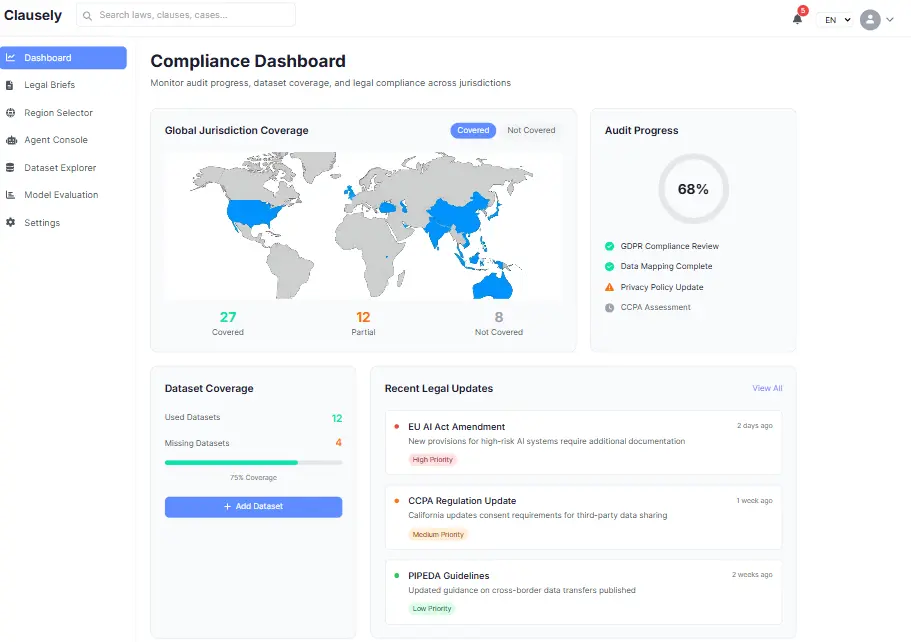 Clausely
Search laws, clauses, cases...
5
EN
Dashboard
Legal Briefs
Region Selector
Agent Console
Dataset Explorer
Model Evaluation
Settings
Compliance Dashboard
Monitor audit progress, dataset coverage, and legal compliance across jurisdictions
Global Jurisdiction Coverage
Covered
Not Covered
27
Covered
12
Partial
8
Not Covered
Audit Progress
68%
GDPR Compliance Review
Data Mapping Complete
Privacy Policy Update
CCPA Assessment
Dataset Coverage
Used Datasets 12
Missing Datasets 4
75% Coverage
+ Add Dataset
Recent Legal Updates
View All
EU AI Act Amendment
2 days ago
New provisions for high-risk AI systems require additional documentation
High Priority
CCPA Regulation Update
1 week ago
California updates consent requirements for third-party data sharing
Medium Priority
PIPEDA Guidelines
2 weeks ago
Updated guidance on cross-border data transfers published
Low Priority